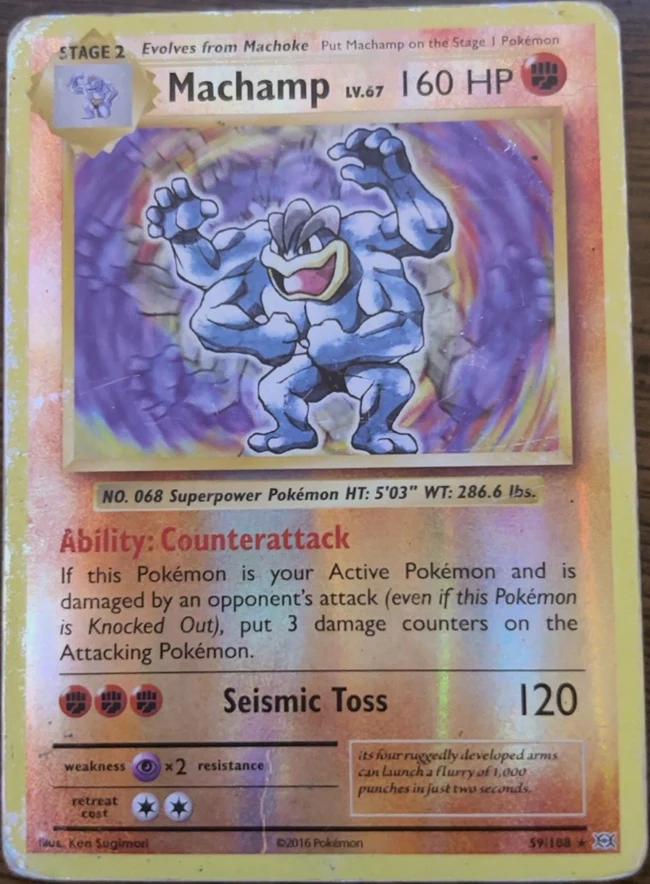 STAGE 2 Evolves from Machoke Put Machamp on the Stage 1 Pokémon
Machamp LV.67 160 HP
NO. 068 Superpower Pokémon HT: 5'03" WT: 286.6 lbs.
Ability: Counterattack
If this Pokémon is your Active Pokémon and is
damaged by an opponent's attack (even if this Pokémon
is Knocked Out), put 3 damage counters on the
Attacking Pokémon.
Seismic Toss 120
weakness ×2 resistance
retreat
cost
its four ruggedly developed arms
can launch a flurry of 1,000
punches in just two seconds.
Illus. Ken Sugimori ©2016 Pokémon 59/108 ★